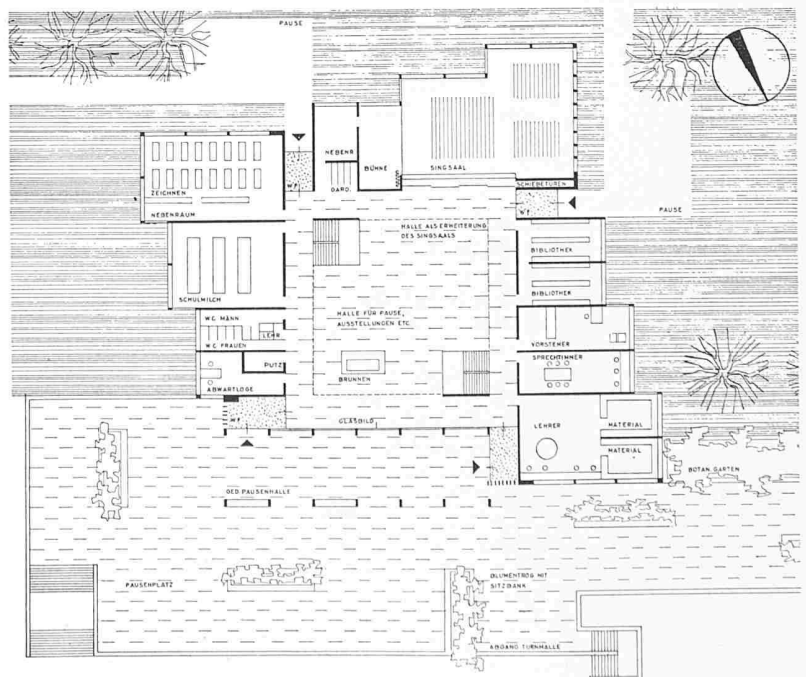 PAUSE
NEBENR
BÜHNE
SINGSAAL
GARD.
W F
SCHIEBETÜREN
W F
ZEICHNEN
NEBENRAUM
PAUSE
HALLE ALS ERWEITERUNG
DES SINGSAALS
BIBLIOTHEK
BIBLIOTHEK
SCHULMILCH
HALLE FÜR PAUSE,
AUSSTELLUNGEN ETC
W.C. MÄNN
LEHR
W.C. FRAUEN
VORSTEHER
PUTZ
SPRECHZIMMER
ABWARTLOGE
BRUNNEN
W F
GLASBILD
LEHRER
MATERIAL
MATERIAL
BOTAN. GARTEN
GED. PAUSENHALLE
PAUSENPLATZ
BLUMENTROG MIT
SITZBANK
ABGANG TURNHALLE